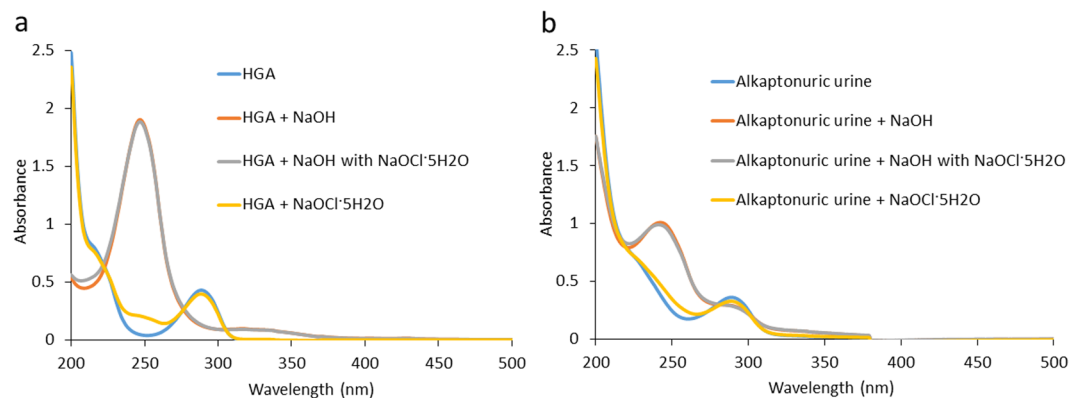 a
2.5
2
1.5
1
0.5
0
Absorbance
HGA
HGA + NaOH
HGA + NaOH with NaOCl·5H2O
HGA + NaOCl·5H2O
200 250 300 350 400 450 500
Wavelength (nm)
b
2.5
2
1.5
1
0.5
0
Absorbance
Alkaptonuric urine
Alkaptonuric urine + NaOH
Alkaptonuric urine + NaOH with NaOCl·5H2O
Alkaptonuric urine + NaOCl·5H2O
200 250 300 350 400 450 500
Wavelength (nm)